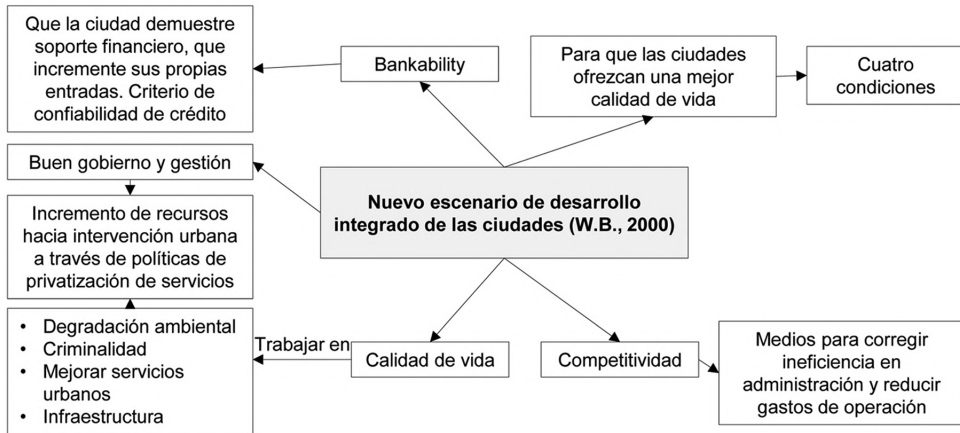 Que la ciudad demuestre
soporte financiero, que
incremente sus propias
entradas. Criterio de
confiabilidad de crédito
Bankability
Para que las ciudades
ofrezcan una mejor
calidad de vida
Cuatro
condiciones
Buen gobierno y gestión
Nuevo escenario de desarrollo
integrado de las ciudades (W.B., 2000)
Incremento de recursos
hacia intervención urbana
a través de políticas de
privatización de servicios
• Degradación ambiental
• Criminalidad
• Mejorar servicios
urbanos
• Infraestructura
Trabajar en
Calidad de vida
Competitividad
Medios para corregir
ineficiencia en
administración y reducir
gastos de operación